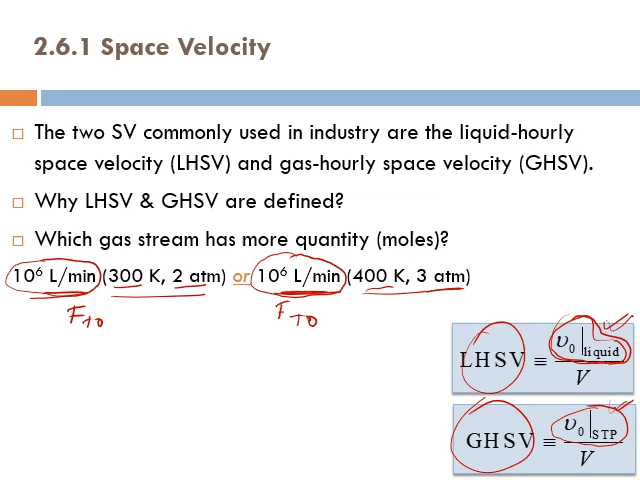 2.6.1 Space Velocity
The two SV commonly used in industry are the liquid-hourly
space velocity (LHSV) and gas-hourly space velocity (GHSV).
Why LHSV & GHSV are defined?
Which gas stream has more quantity (moles)?
10⁶ L/min (300 K, 2 atm) or 10⁶ L/min (400 K, 3 atm)
F_T0 F_T0
LHSV ≡ υ₀|liquid / V
GHSV ≡ υ₀|STP / V